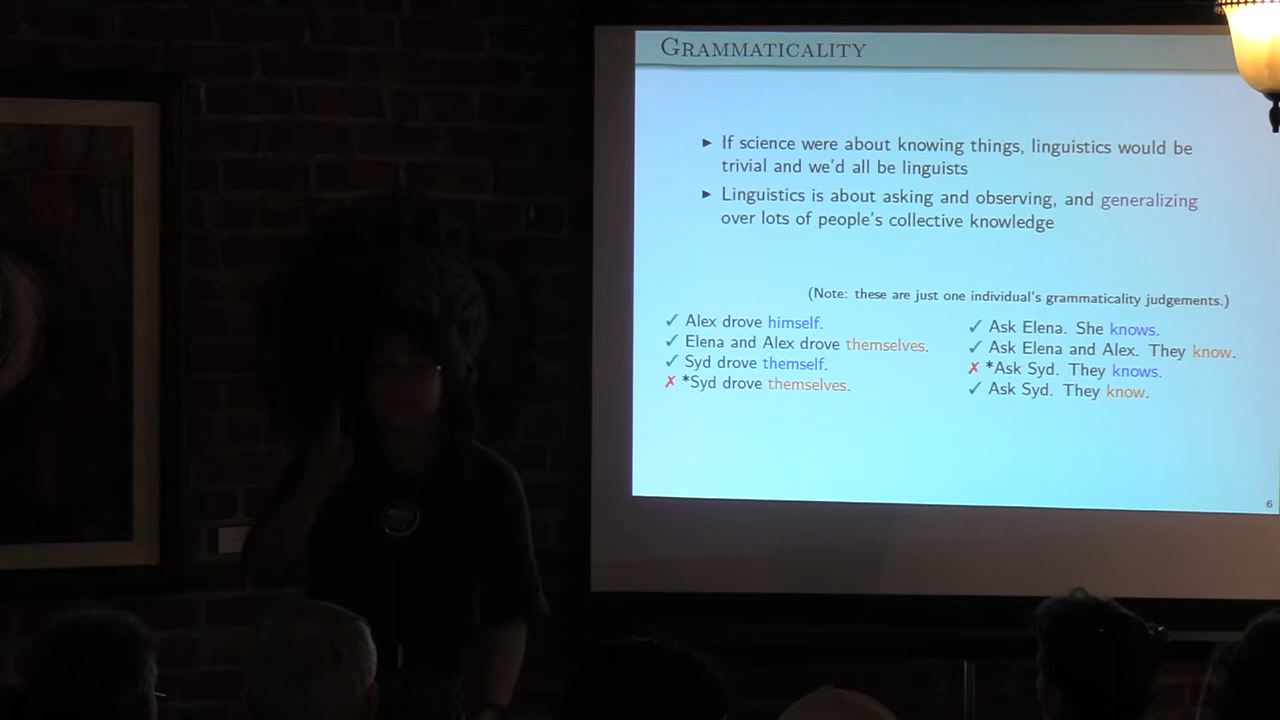 GRAMMATICALITY
▶ If science were about knowing things, linguistics would be
trivial and we'd all be linguists
▶ Linguistics is about asking and observing, and generalizing
over lots of people's collective knowledge
(Note: these are just one individual's grammaticality judgements.)
✓ Alex drove himself.
✓ Elena and Alex drove themselves.
✓ Syd drove themself.
✗ *Syd drove themselves.
✓ Ask Elena. She knows.
✓ Ask Elena and Alex. They know.
✗ *Ask Syd. They knows.
✓ Ask Syd. They know.
6